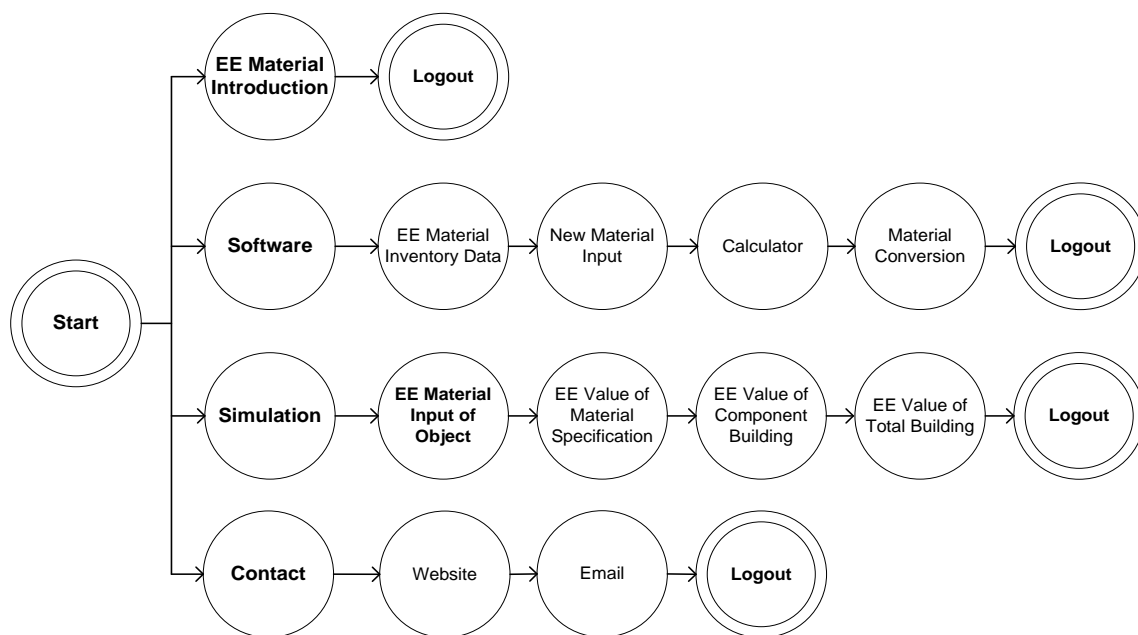 EE Material
Introduction
Logout
Software
EE Material
Inventory Data
New Material
Input
Calculator
Material
Conversion
Logout
Start
Simulation
EE Material
Input of
Object
EE Value of
Material
Specification
EE Value of
Component
Building
EE Value of
Total Building
Logout
Contact
Website
Email
Logout